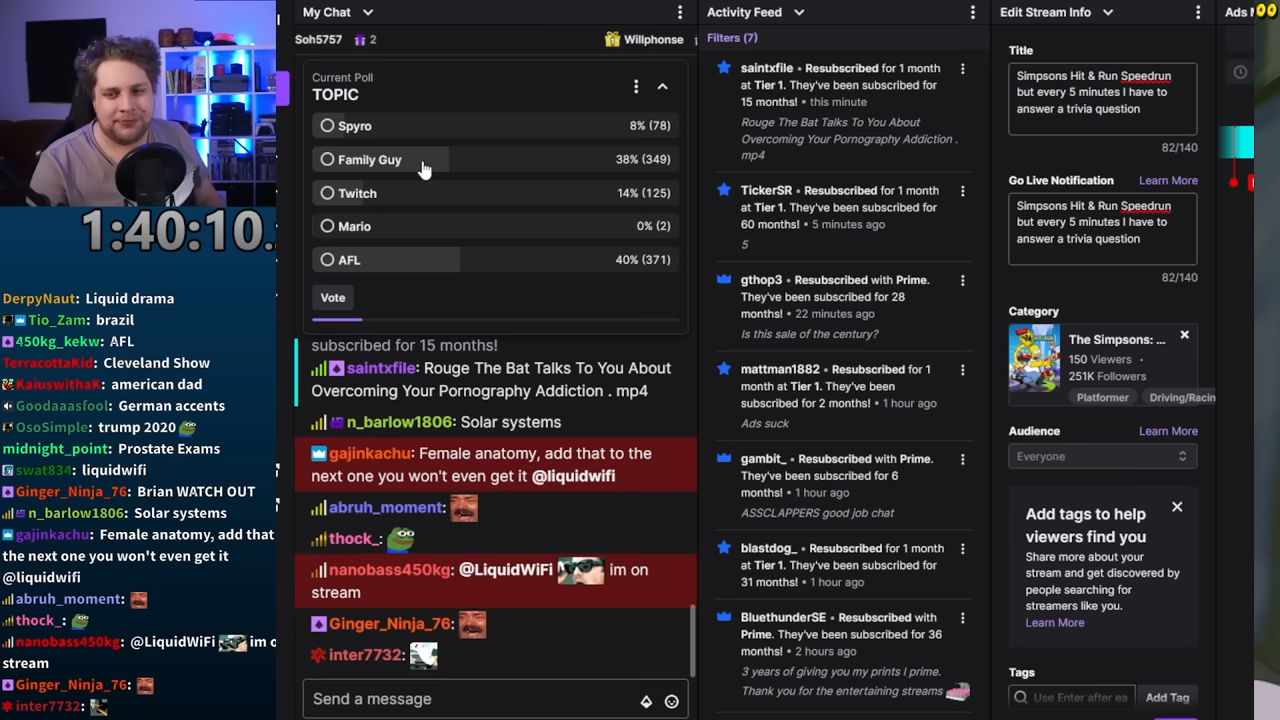 1:40:10.
DerpyNaut: Liquid drama
Tio_Zam: brazil
450kg_kekw: AFL
TerracottaKid: Cleveland Show
KaiuswithaK: american dad
Goodaaasfool: German accents
OsoSimple: trump 2020
midnight_point: Prostate Exams
swat834: liquidwifi
Ginger_Ninja_76: Brian WATCH OUT
n_barlow1806: Solar systems
gajinkachu: Female anatomy, add that to
the next one you won't even get it
@liquidwifi
abruh_moment:
thock_:
nanobass450kg: @LiquidWiFi im o
stream
Ginger_Ninja_76:
inter7732:
My Chat
Soh5757 2 Willphonse
Current Poll
TOPIC
Spyro 8% (78)
Family Guy 38% (349)
Twitch 14% (125)
Mario 0% (2)
AFL 40% (371)
Vote
subscribed for 15 months!
saintxfile: Rouge The Bat Talks To You About
Overcoming Your Pornography Addiction . mp4
n_barlow1806: Solar systems
gajinkachu: Female anatomy, add that to the
next one you won't even get it @liquidwifi
abruh_moment:
thock_:
nanobass450kg: @LiquidWiFi im on
stream
Ginger_Ninja_76:
inter7732:
Send a message
Activity Feed
Filters (7)
saintxfile • Resubscribed for 1 month
at Tier 1. They've been subscribed for
15 months! • this minute
Rouge The Bat Talks To You About
Overcoming Your Pornography Addiction .
mp4
TickerSR • Resubscribed for 1 month
at Tier 1. They've been subscribed for
60 months! • 5 minutes ago
5
gthop3 • Resubscribed with Prime.
They've been subscribed for 28
months! • 22 minutes ago
Is this sale of the century?
mattman1882 • Resubscribed for 1
month at Tier 1. They've been
subscribed for 2 months! • 1 hour ago
Ads suck
gambit_ • Resubscribed with Prime.
They've been subscribed for 6
months! • 1 hour ago
ASSCLAPPERS good job chat
blastdog_ • Resubscribed for 1 month
at Tier 1. They've been subscribed for
31 months! • 1 hour ago
BluethunderSE • Resubscribed with
Prime. They've been subscribed for 36
months! • 2 hours ago
3 years of giving you my prints I prime.
Thank you for the entertaining streams
Edit Stream Info
Title
Simpsons Hit & Run Speedrun
but every 5 minutes I have to
answer a trivia question
82/140
Go Live Notification Learn More
Simpsons Hit & Run Speedrun
but every 5 minutes I have to
answer a trivia question
82/140
Category
The Simpsons: ...
150 Viewers •
251K Followers
Platformer Driving/Racin
Audience Learn More
Everyone
Add tags to help
viewers find you
Share more about your
stream and get discovered by
people searching for
streamers like you.
Learn More
Tags
Use Enter after ea Add Tag
Ads M
00